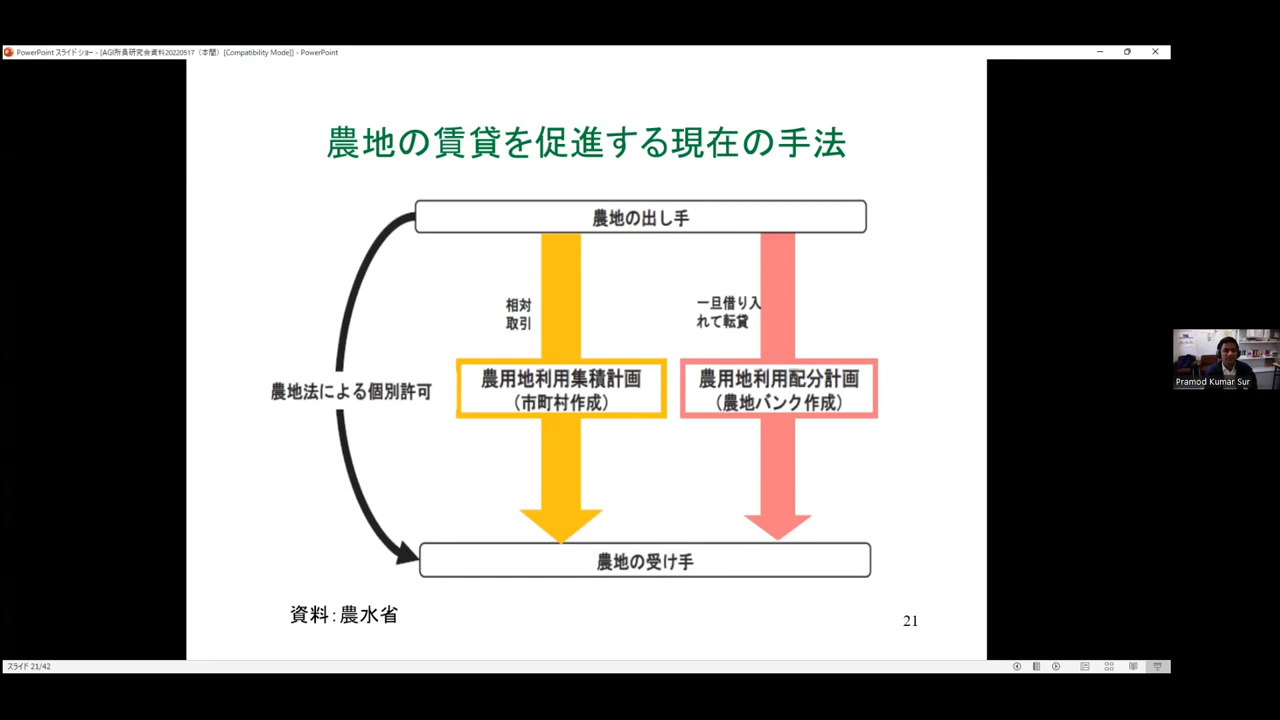 PowerPoint スライド ショー - [AGI所員研究会資料20220517（本間）[Compatibility Mode]] - PowerPoint
農地の賃貸を促進する現在の手法
農地の出し手
相対
取引
一旦借り入
れて転貸
農地法による個別許可
農用地利用集積計画
（市町村作成）
農用地利用配分計画
（農地バンク作成）
農地の受け手
資料：農水省
21
Pramod Kumar Sur
スライド 21/42